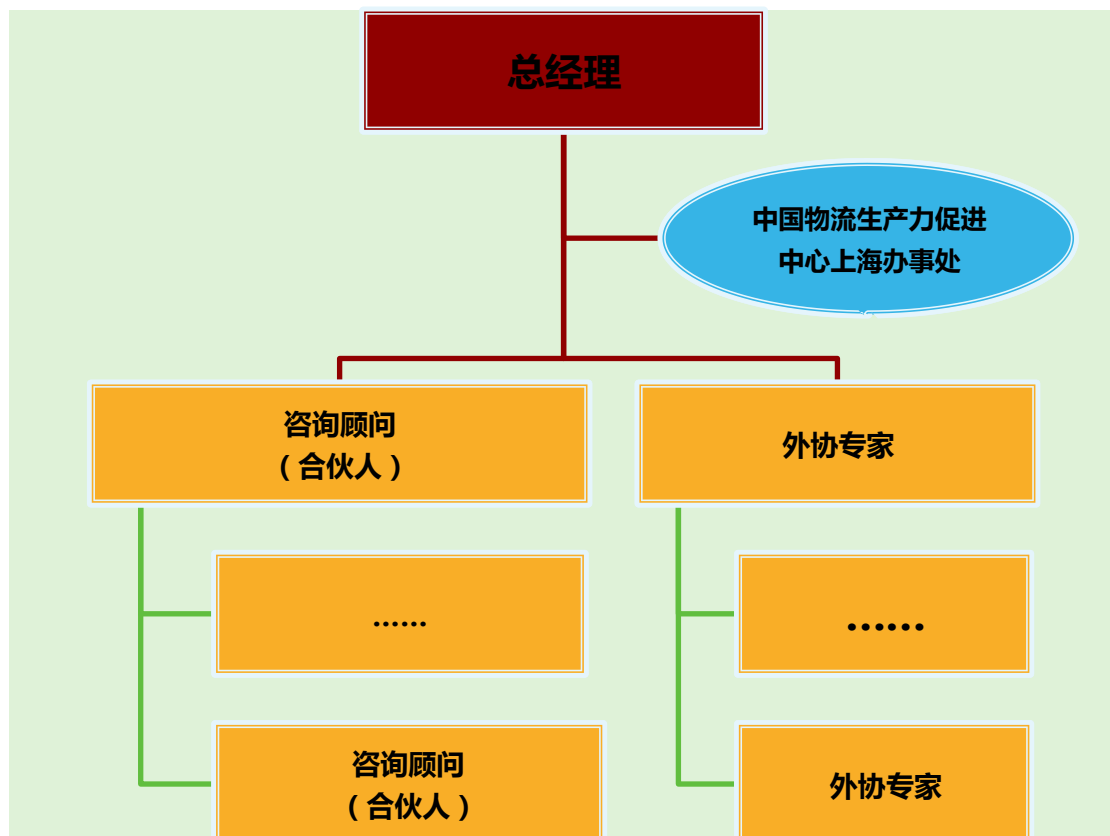 总经理
中国物流生产力促进
中心上海办事处
咨询顾问
（合伙人）
外协专家
……
……
咨询顾问
（合伙人）
外协专家